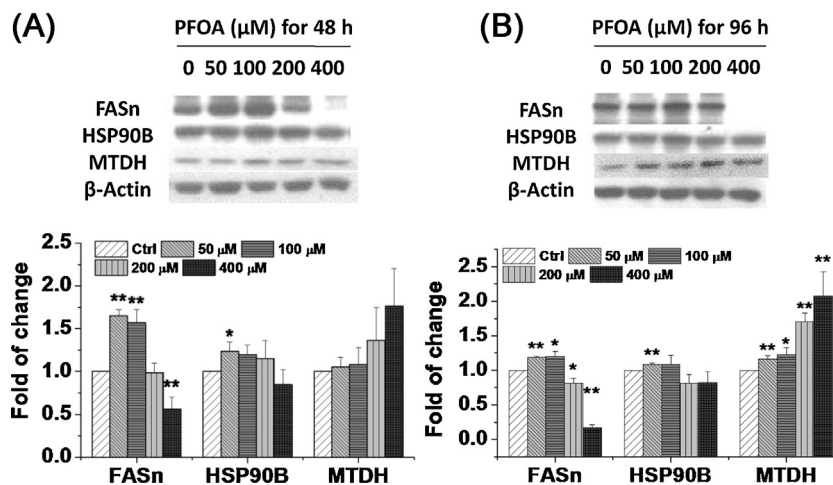 (A)
PFOA (μM) for 48 h
0 50 100 200 400
FASn
HSP90B
MTDH
β-Actin
Fold of change
2.5
2.0
1.5
1.0
0.5
0.0
Ctrl 50 μM 100 μM
200 μM 400 μM
** ** ** *
FASn HSP90B MTDH
(B)
PFOA (μM) for 96 h
0 50 100 200 400
FASn
HSP90B
MTDH
β-Actin
Fold of change
2.5
2.0
1.5
1.0
0.5
0.0
Ctrl 50 μM 100 μM
200 μM 400 μM
** * * ** ** ** * ** **
FASn HSP90B MTDH